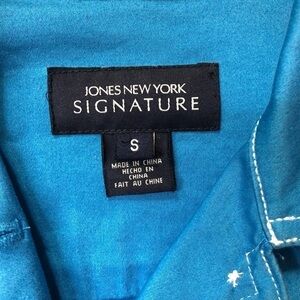 JONES NEW YORK
SIGNATURE
S
MADE IN CHINA
HECHO EN
CHINA
FAIT AU CHINE